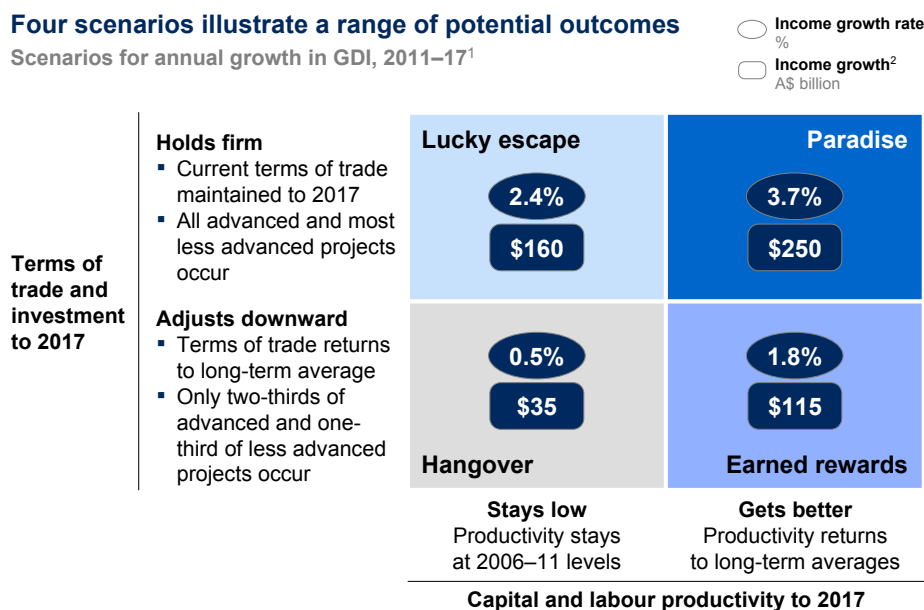 Four scenarios illustrate a range of potential outcomes
Scenarios for annual growth in GDI, 2011–17¹
Income growth rate
%
Income growth²
A$ billion
Terms of
trade and
investment
to 2017
Holds firm
▪ Current terms of trade
maintained to 2017
▪ All advanced and most
less advanced projects
occur
Adjusts downward
▪ Terms of trade returns
to long-term average
▪ Only two-thirds of
advanced and one-
third of less advanced
projects occur
Lucky escape
2.4%
$160
Paradise
3.7%
$250
0.5%
$35
Hangover
1.8%
$115
Earned rewards
Stays low
Productivity stays
at 2006–11 levels
Gets better
Productivity returns
to long-term averages
Capital and labour productivity to 2017